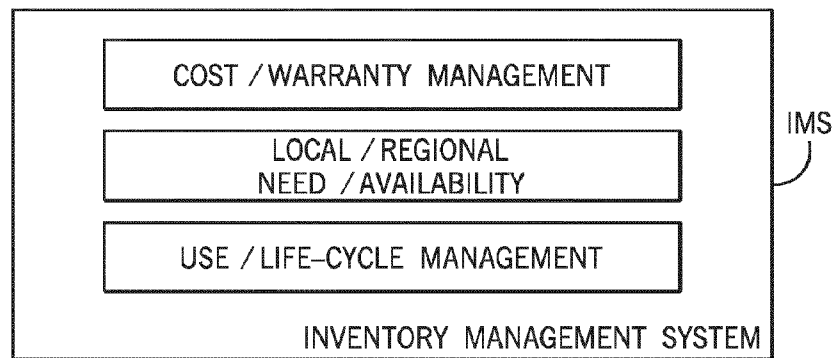 COST / WARRANTY MANAGEMENT
LOCAL / REGIONAL
NEED / AVAILABILITY
IMS
USE / LIFE-CYCLE MANAGEMENT
INVENTORY MANAGEMENT SYSTEM